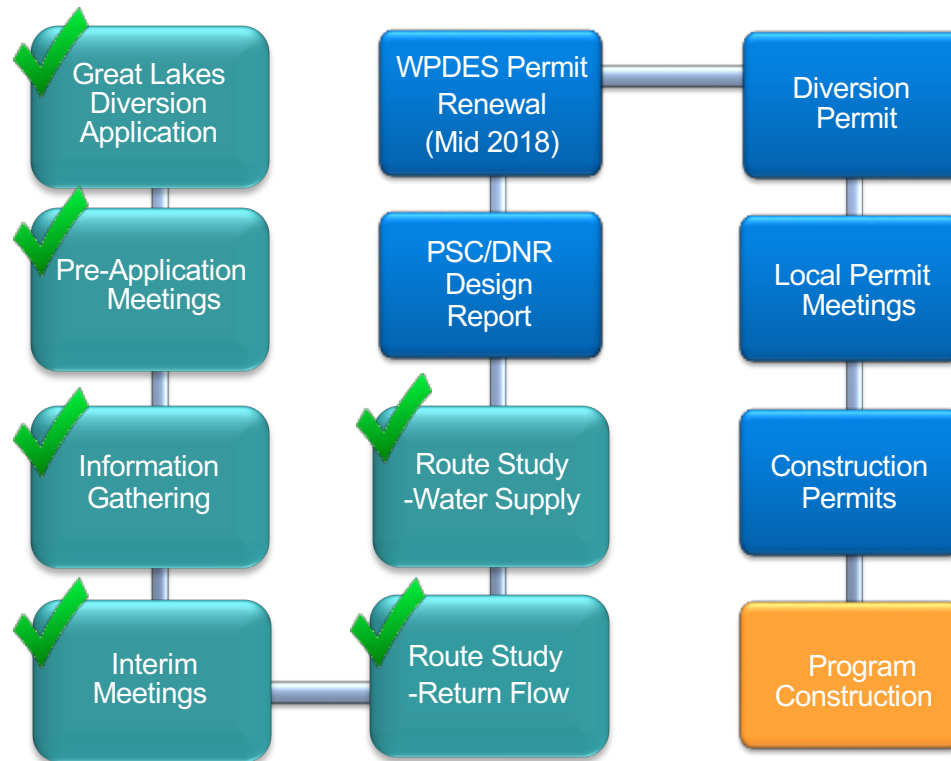 Great Lakes
Diversion
Application
Pre-Application
Meetings
Information
Gathering
Interim
Meetings
Route Study
-Return Flow
Route Study
-Water Supply
PSC/DNR
Design
Report
WPDES Permit
Renewal
(Mid 2018)
Diversion
Permit
Local Permit
Meetings
Construction
Permits
Program
Construction